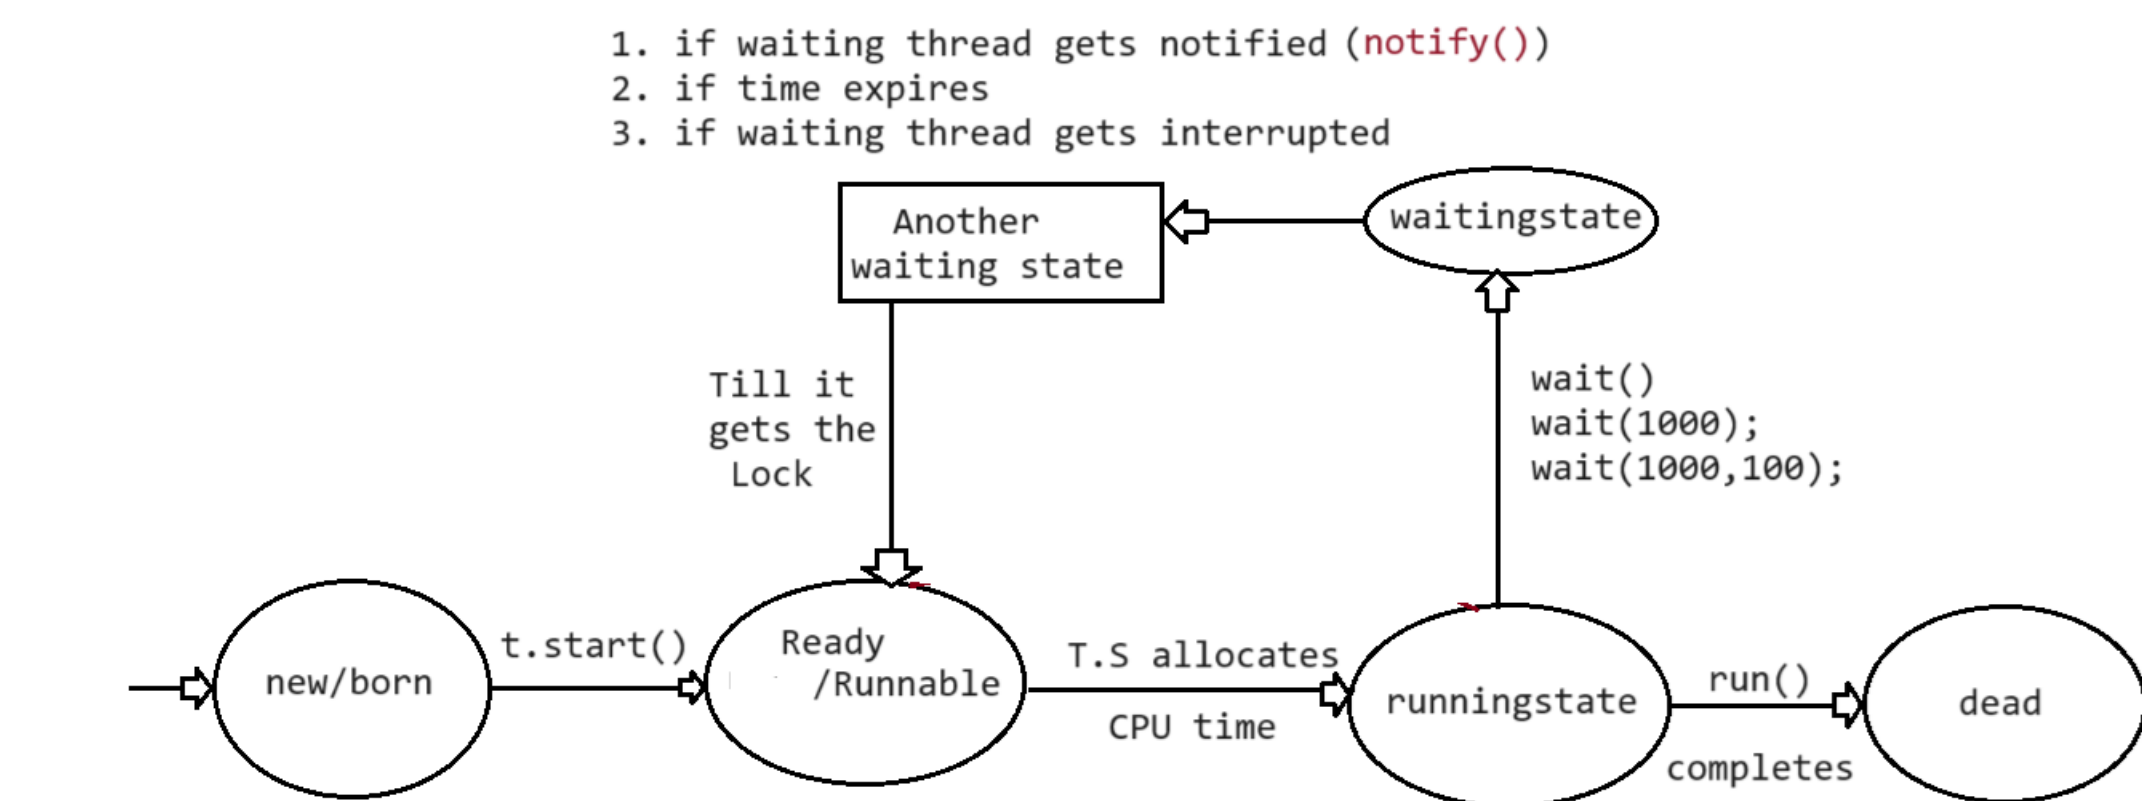 1. if waiting thread gets notified (notify())
2. if time expires
3. if waiting thread gets interrupted
Another
waiting state
waitingstate
Till it
gets the
Lock
wait()
wait(1000);
wait(1000,100);
new/born
t.start()
Ready
/Runnable
T.S allocates
CPU time
runningstate
run()
completes
dead